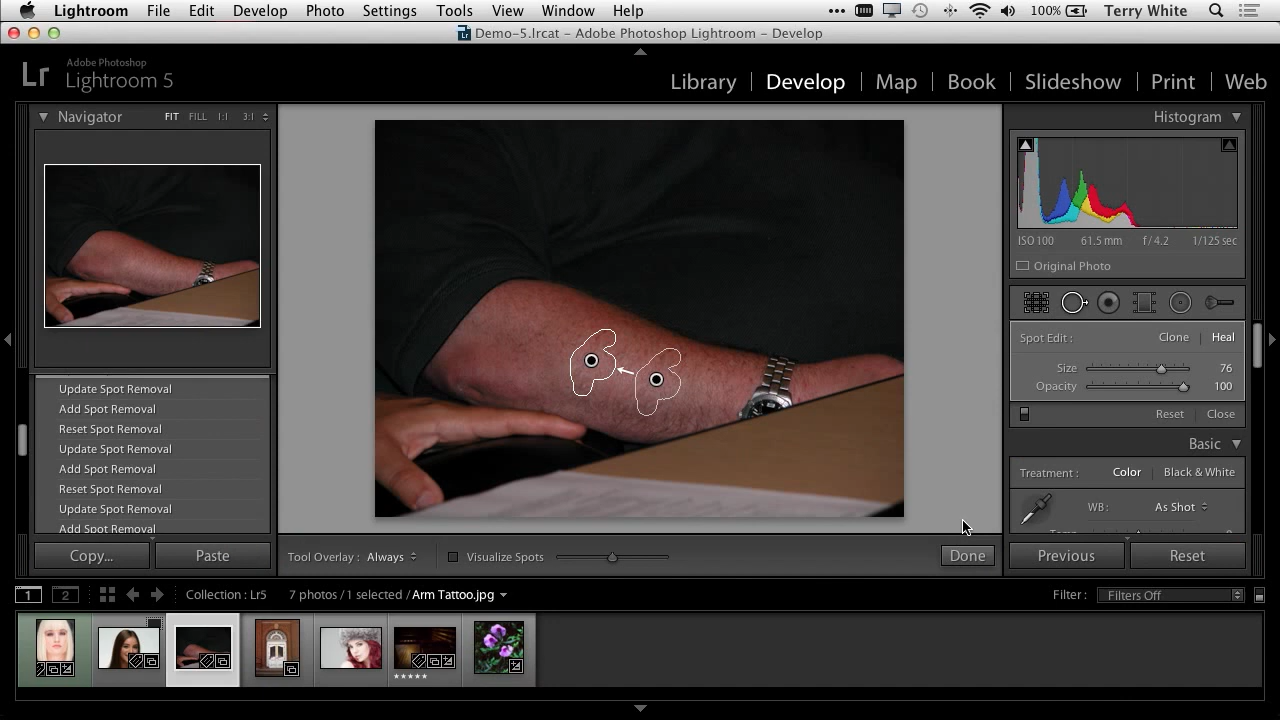 Lightroom File Edit Develop Photo Settings Tools View Window Help 100% Terry White
Demo-5.lrcat – Adobe Photoshop Lightroom – Develop
Lr Adobe Photoshop Lightroom 5
Library | Develop | Map | Book | Slideshow | Print | Web
Navigator FIT FILL 1:1 3:1
Histogram
ISO 100 61.5 mm f / 4.2 1/125 sec
Original Photo
Spot Edit : Clone Heal
Size 76
Opacity 100
Reset Close
Basic
Treatment : Color Black & White
WB: As Shot
Update Spot Removal
Add Spot Removal
Reset Spot Removal
Update Spot Removal
Add Spot Removal
Reset Spot Removal
Update Spot Removal
Add Spot Removal
Copy... Paste
Tool Overlay : Always Visualize Spots Done
Previous Reset
1 2 Collection : Lr5 7 photos / 1 selected / Arm Tattoo.jpg Filter : Filters Off